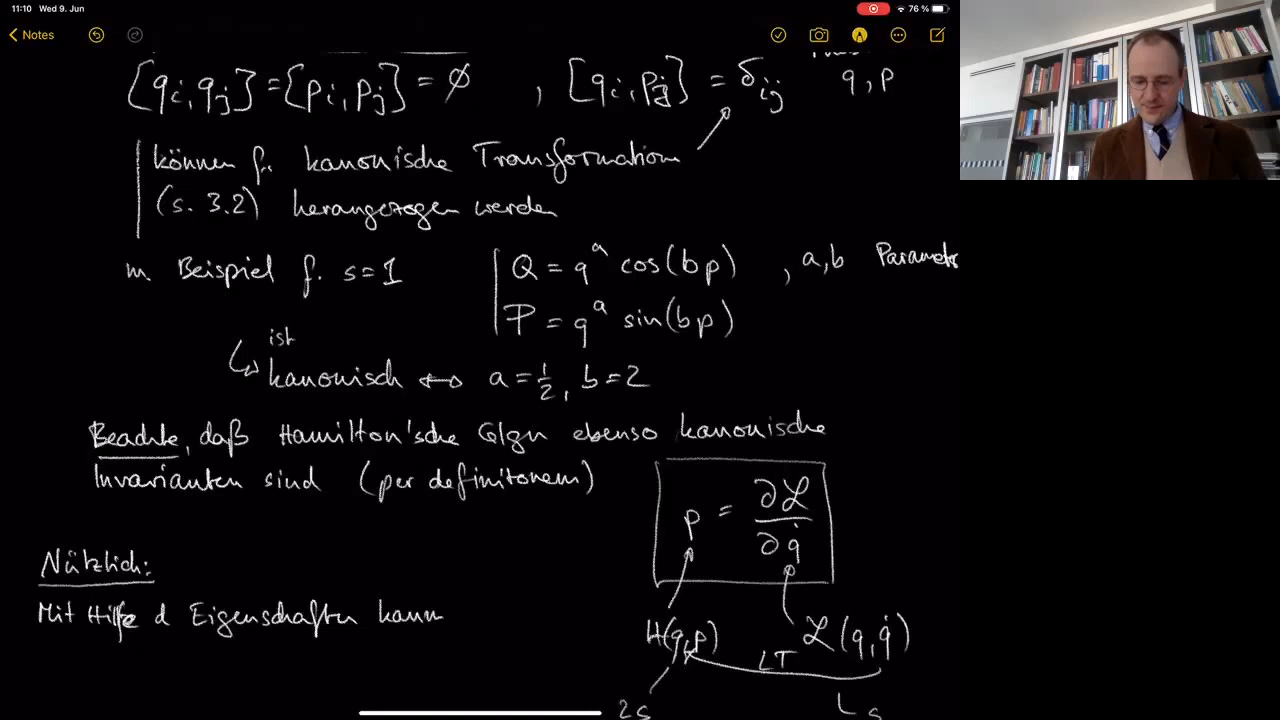 11:10 Wed 9. Jun
76 %
Notes
[qi, qj] = [pi, pj] = ∅ , [qi, pj] = δij
q, p
können f. kanonische Transformation
(s. 3.2) herangezogen werden
m. Beispiel f. s=1
Q = q^a cos(bp) , a,b Parameter
P = q^a sin(bp)
ist
kanonisch ↔ a = 1/2, b = 2
Beachte, daß Hamilton'sche Glgn ebenso kanonische
Invarianten sind (per definitonem)
p = ∂ℒ/∂q̇
Nützlich:
Mit Hilfe d Eigenschaften kann
H(q,p) LT ℒ(q, q̇)
2s s